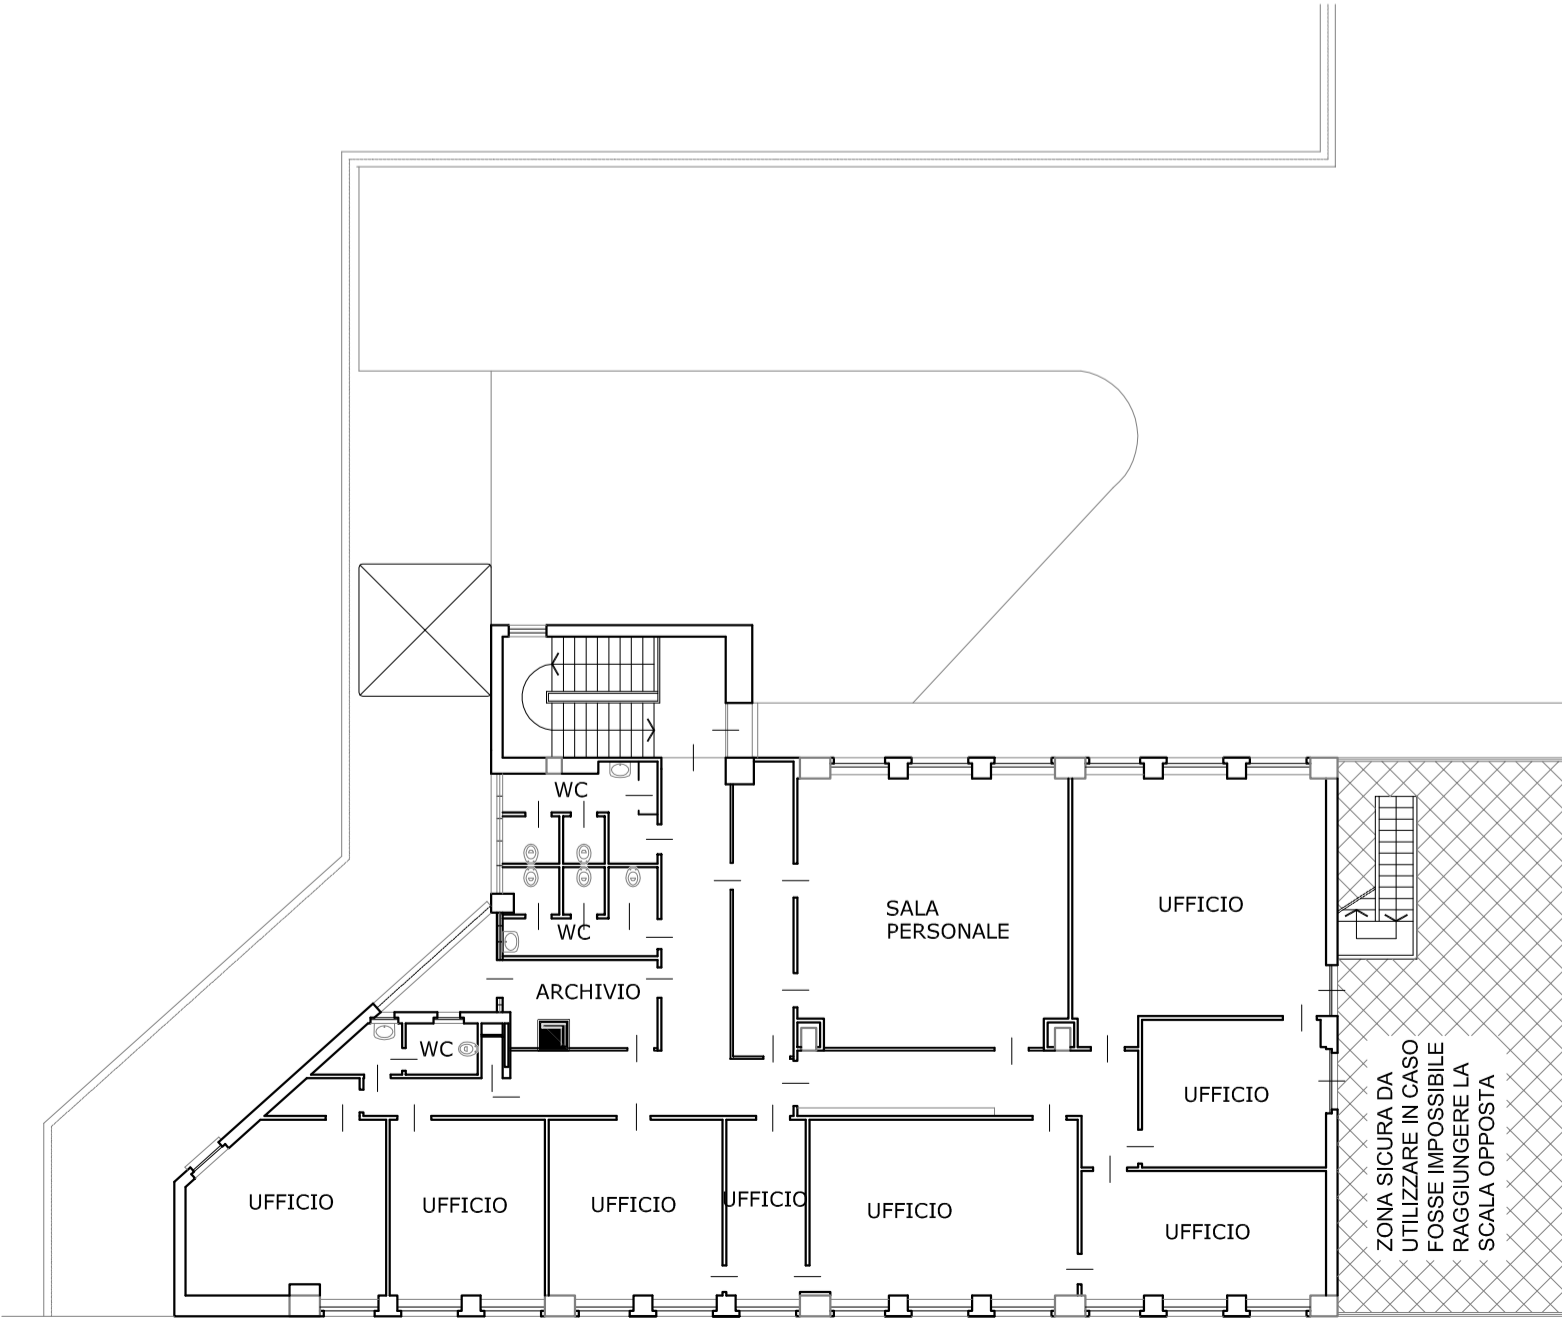 WC
WC
SALA
PERSONALE
UFFICIO
ARCHIVIO
WC
UFFICIO
UFFICIO
UFFICIO
UFFICIO
UFFICIO
UFFICIO
UFFICIO
ZONA SICURA DA
UTILIZZARE IN CASO
FOSSE IMPOSSIBILE
RAGGIUNGERE LA
SCALA OPPOSTA